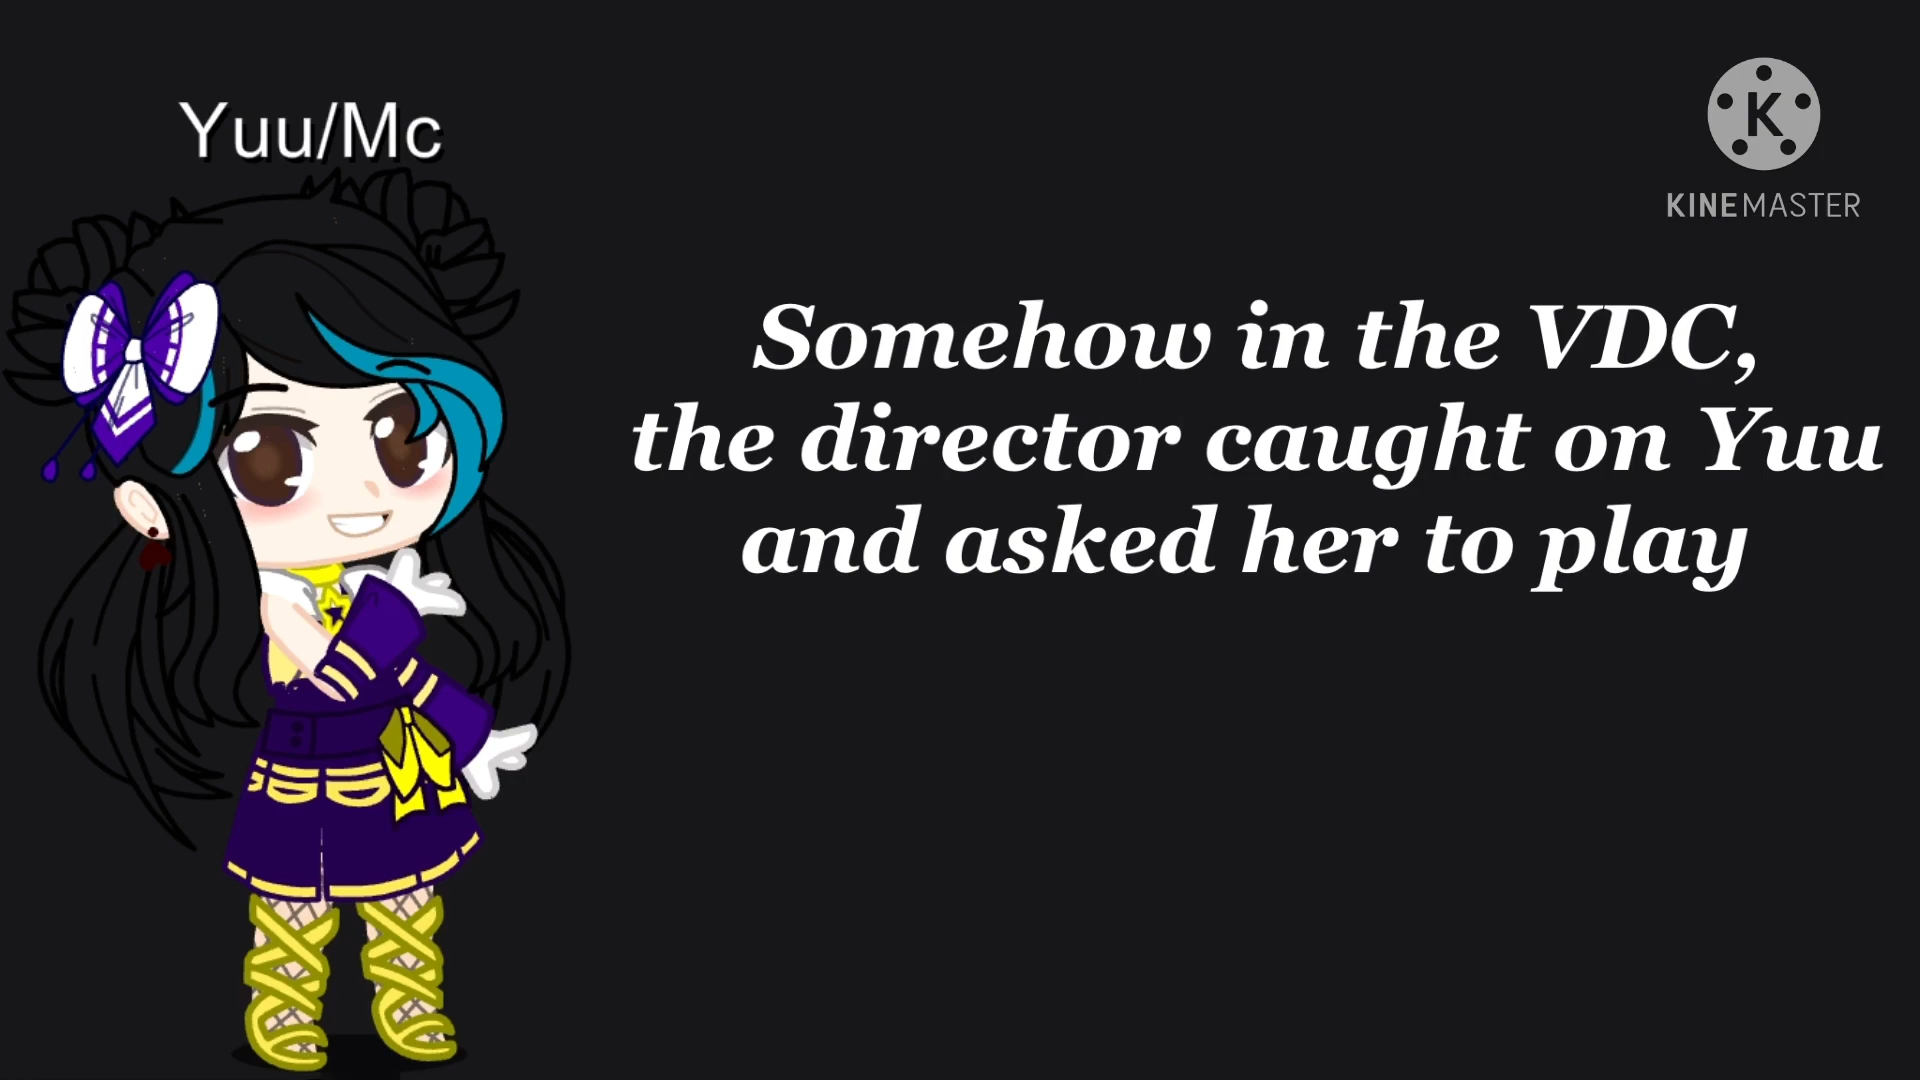 Yuu/Mc
K
KINEMASTER
Somehow in the VDC,
the director caught on Yuu
and asked her to play